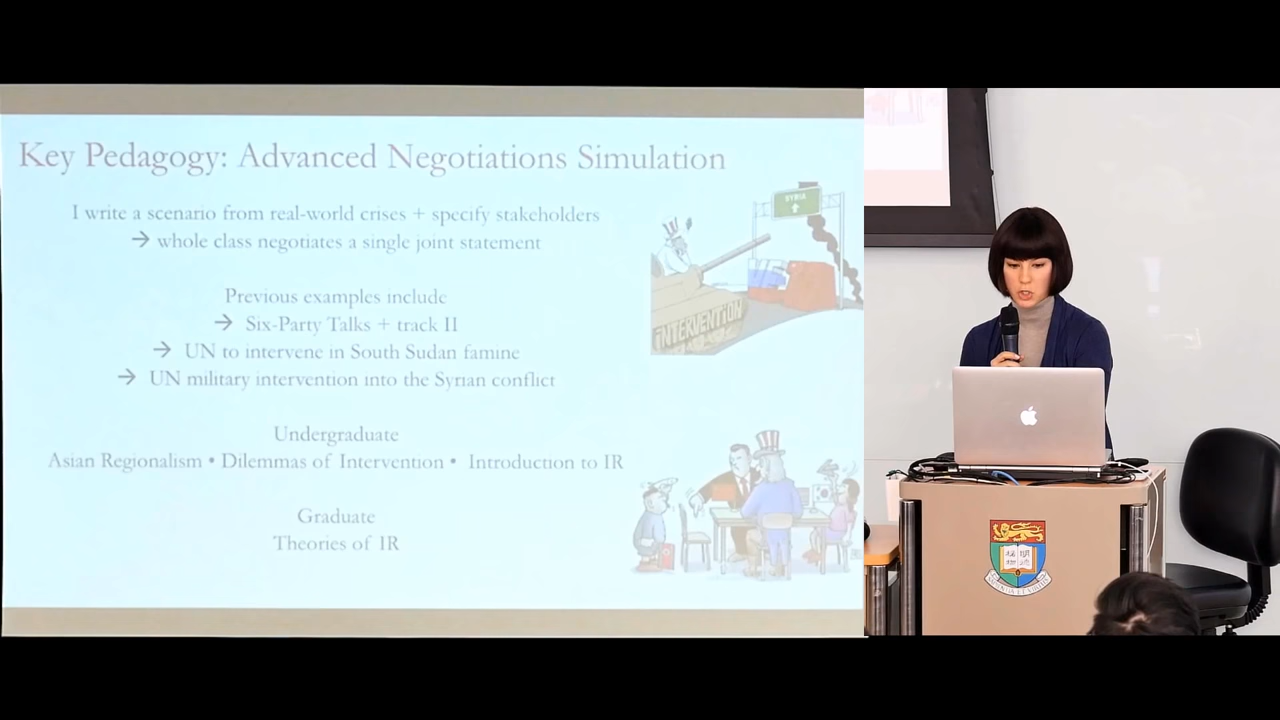 Key Pedagogy: Advanced Negotiations Simulation
I write a scenario from real-world crises + specify stakeholders
→ whole class negotiates a single joint statement
Previous examples include
→ Six-Party Talks + track II
→ UN to intervene in South Sudan famine
→ UN military intervention into the Syrian conflict
Undergraduate
Asian Regionalism • Dilemmas of Intervention • Introduction to IR
Graduate
Theories of IR
SYRIA
INTERVENTION